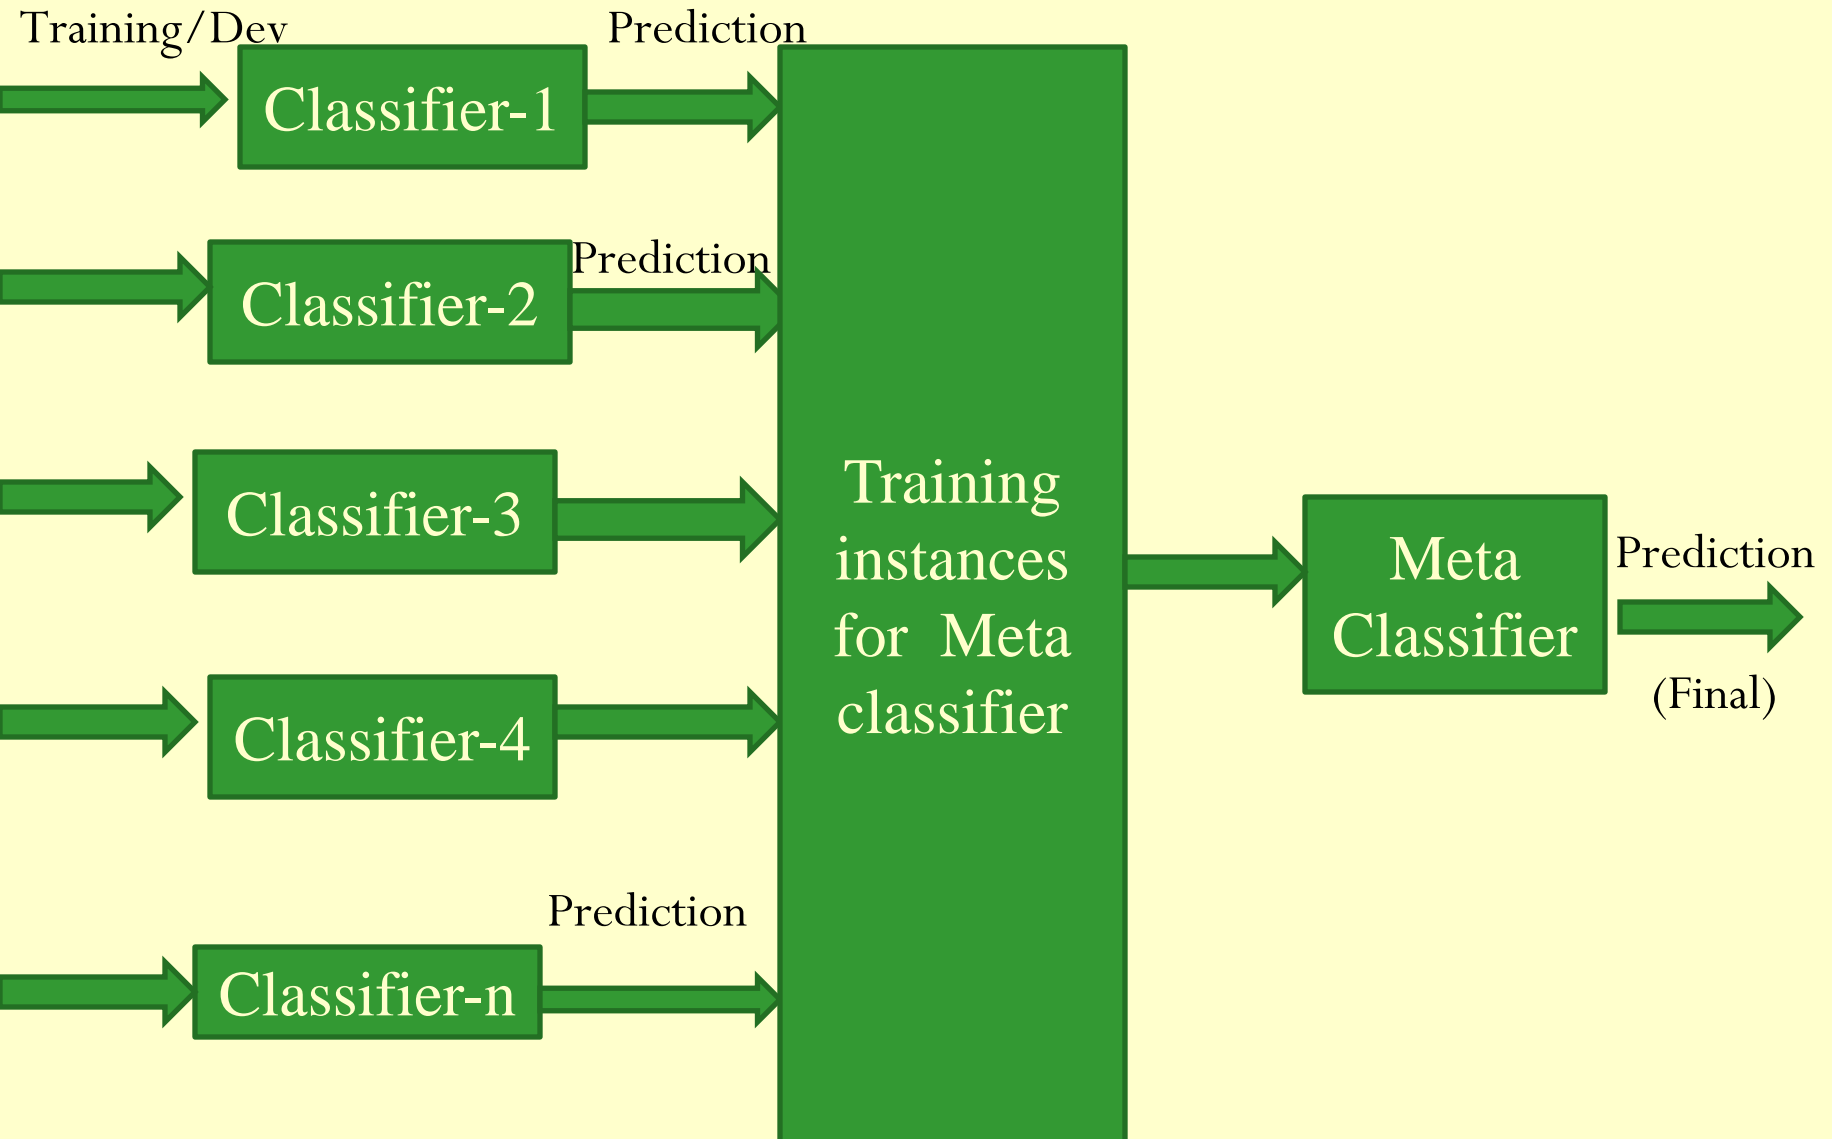 Training/Dev
Prediction
Classifier-1
Prediction
Classifier-2
Classifier-3
Classifier-4
Prediction
Classifier-n
Training
instances
for Meta
classifier
Meta
Classifier
Prediction
(Final)